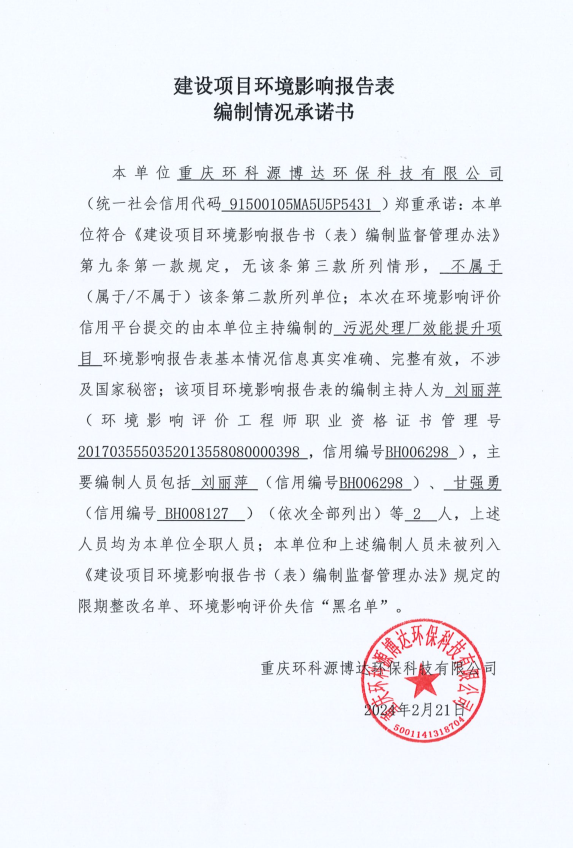 建设项目环境影响报告表
编制情况承诺书
本单位重庆环科源博达环保科技有限公司
（统一社会信用代码 91500105MA5U5P5431 ）郑重承诺：本单
位符合《建设项目环境影响报告书（表）编制监督管理办法》
第九条第一款规定，无该条第三款所列情形， 不属于
（属于/不属于）该条第二款所列单位；本次在环境影响评价
信用平台提交的由本单位主持编制的 污泥处理厂效能提升项
目 环境影响报告表基本情况信息真实准确、完整有效，不涉
及国家秘密；该项目环境影响报告表的编制主持人为 刘丽萍
（环境影响评价工程师职业资格证书管理号
2017035550352013558080000398 ，信用编号BH006298 ），主
要编制人员包括 刘丽萍 （信用编号BH006298 ）、 甘强勇
（信用编号 BH008127 ）（依次全部列出）等 2 人，上述
人员均为本单位全职人员；本单位和上述编制人员未被列入
《建设项目环境影响报告书（表）编制监督管理办法》规定的
限期整改名单、环境影响评价失信“黑名单”。
重庆环科源博达环保科技有限公司
2024年2月21日
重庆环科源博达环保科技有限公司
5001141318704